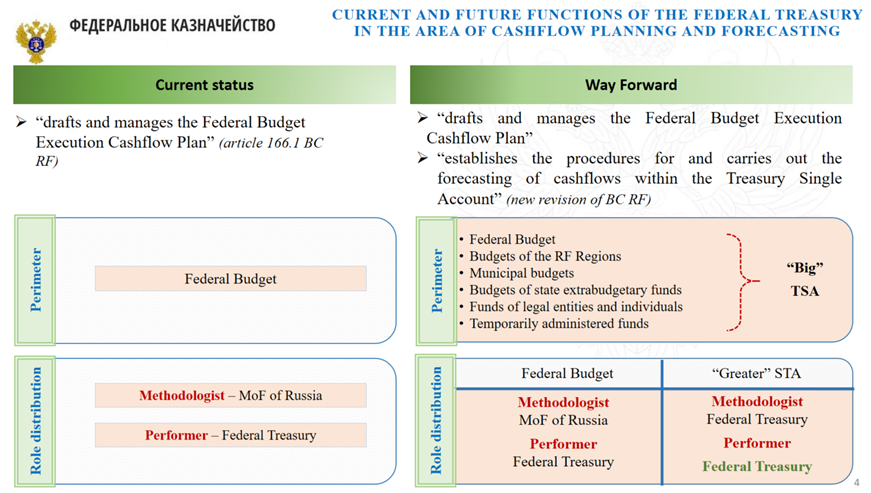 ФЕДЕРАЛЬНОЕ КАЗНАЧЕЙСТВО
CURRENT AND FUTURE FUNCTIONS OF THE FEDERAL TREASURY
IN THE AREA OF CASHFLOW PLANNING AND FORECASTING
Current status
➢ “drafts and manages the Federal Budget
Execution Cashflow Plan” (article 166.1 BC
RF)
Perimeter
Federal Budget
Role distribution
Methodologist – MoF of Russia
Performer – Federal Treasury
Way Forward
➢ “drafts and manages the Federal Budget Execution
Cashflow Plan”
➢ “establishes the procedures for and carries out the
forecasting of cashflows within the Treasury Single
Account” (new revision of BC RF)
Perimeter
• Federal Budget
• Budgets of the RF Regions
• Municipal budgets
• Budgets of state extrabudgetary funds
• Funds of legal entities and individuals
• Temporarily administered funds
“Big”
TSA
Role distribution
Federal Budget
Methodologist
MoF of Russia
Performer
Federal Treasury
“Greater” STA
Methodologist
Federal Treasury
Performer
Federal Treasury
4